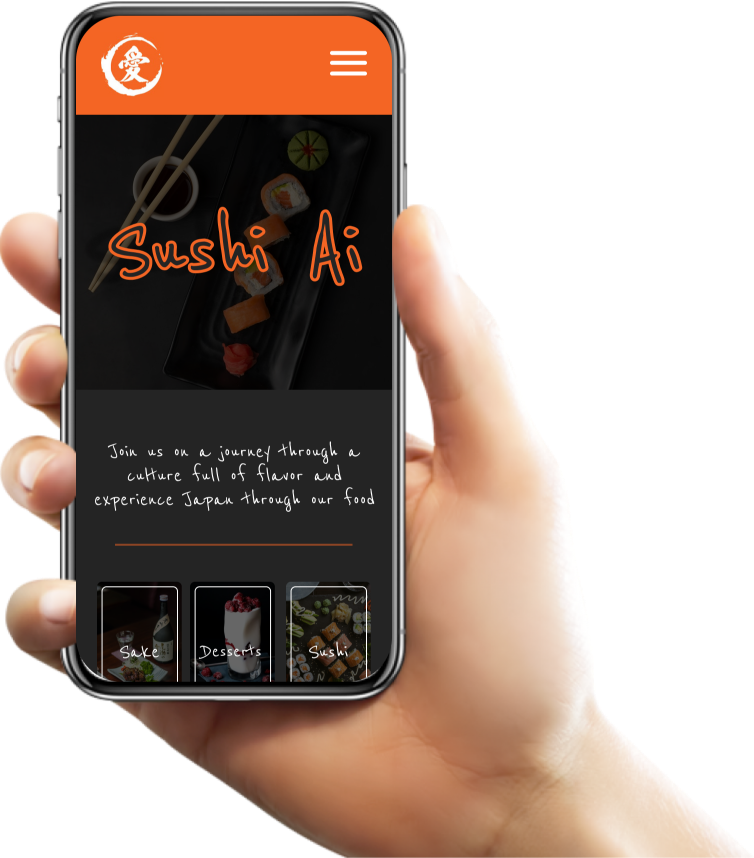 愛
Sushi Ai
Join us on a journey through a
culture full of flavor and
experience Japan through our food
Sake
Desserts
Sushi